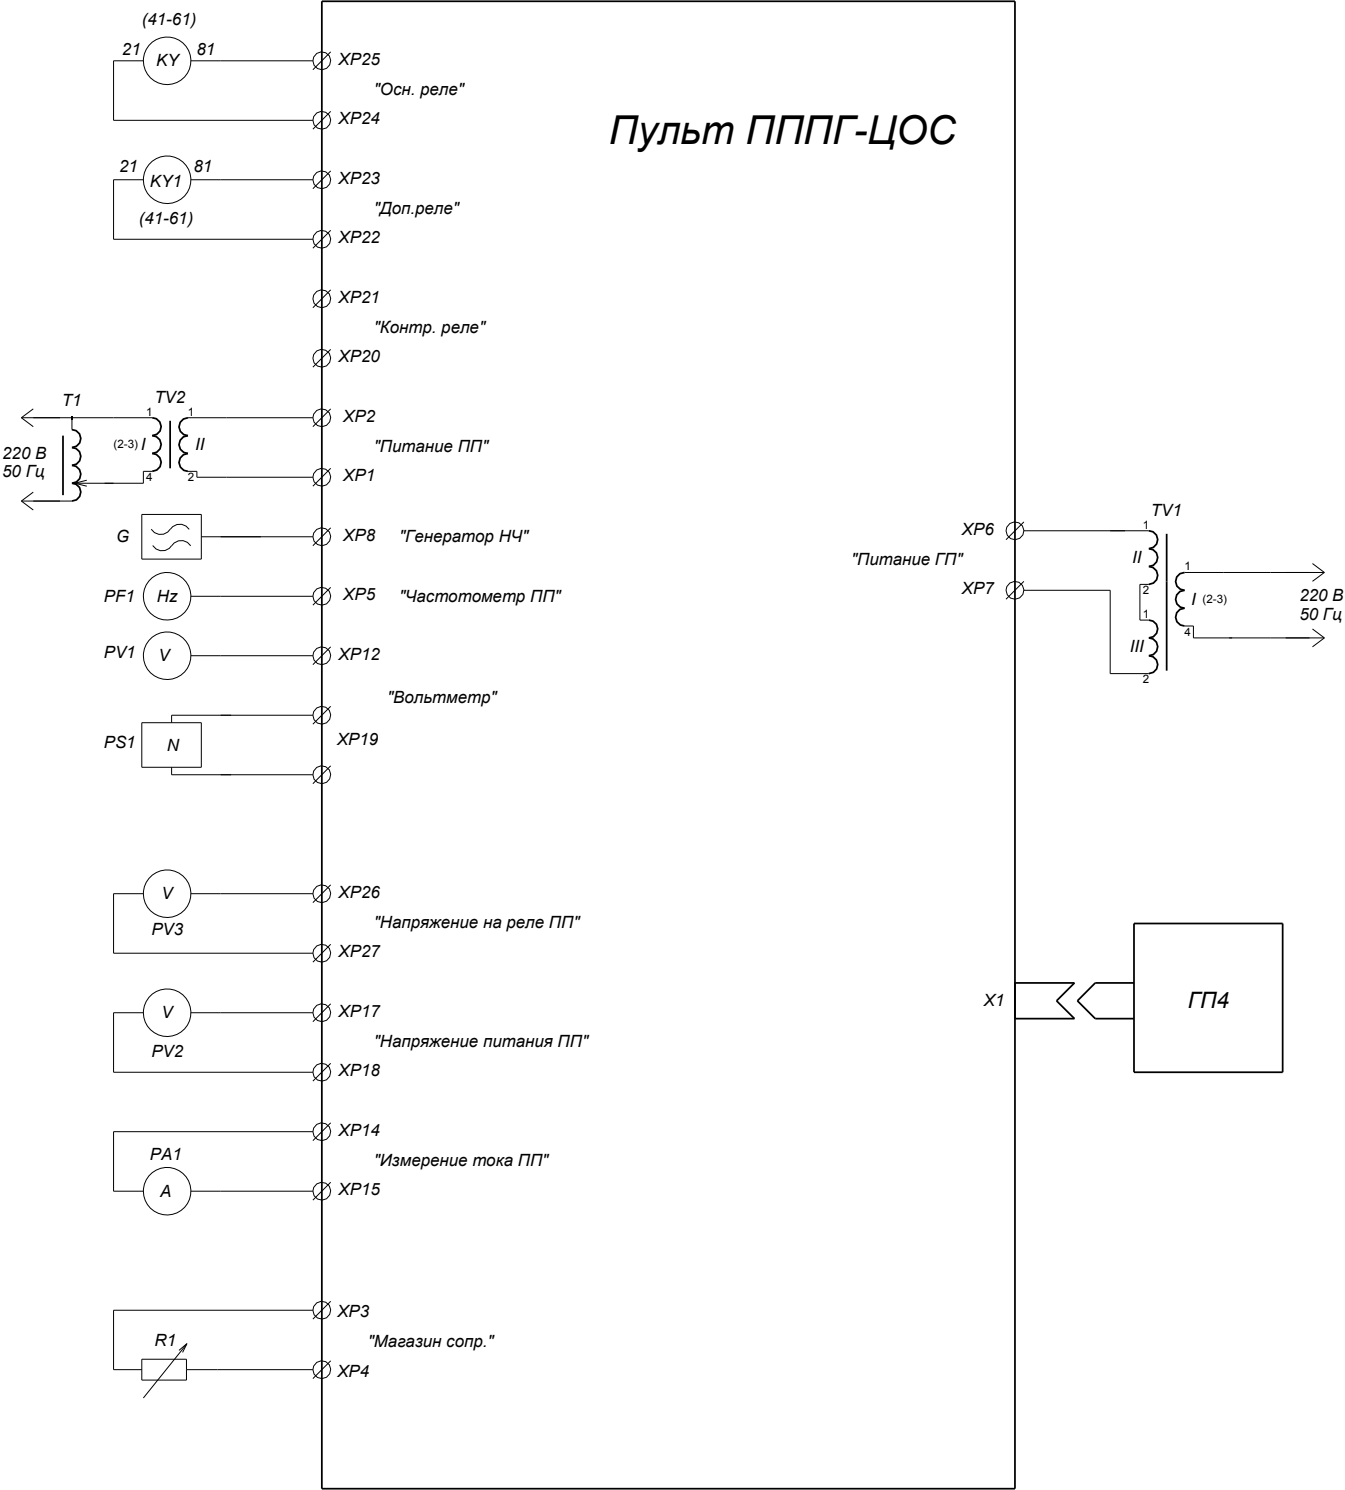 Пульт ПППГ-ЦОС
(41-61)
21 KY 81 XP25
"Осн. реле"
XP24
21 KY1 81 XP23
(41-61) "Доп.реле"
XP22
XP21
"Контр. реле"
XP20
T1 TV2
1 1 XP2
220 В (2-3) I II "Питание ПП"
50 Гц 4 2 XP1
G XP8 "Генератор НЧ"
PF1 Hz XP5 "Частотометр ПП"
PV1 V XP12
"Вольтметр"
PS1 N XP19
V XP26
PV3 "Напряжение на реле ПП"
XP27
V XP17
PV2 "Напряжение питания ПП"
XP18
XP14
PA1 "Измерение тока ПП"
A XP15
XP3
R1 "Магазин сопр."
XP4
TV1
XP6 1
"Питание ГП" II 1
XP7 2 I (2-3) 220 В
1 50 Гц
III 4
2
X1 ГП4